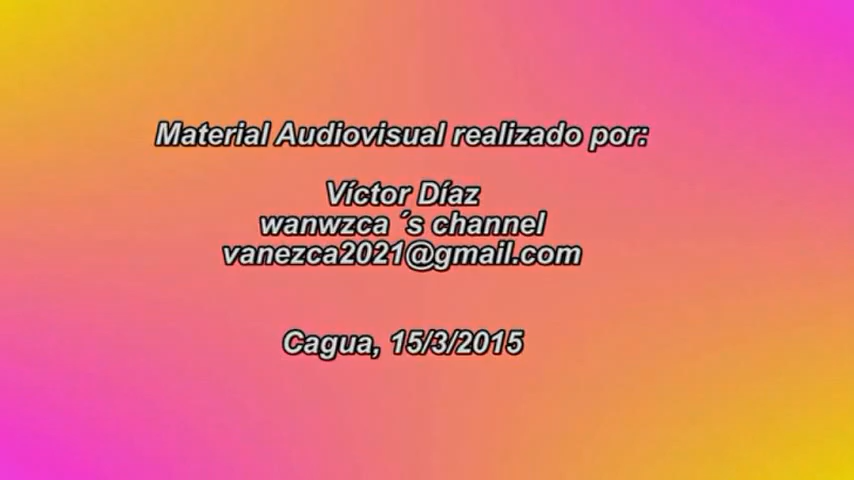 Material Audiovisual realizado por:
Víctor Díaz
wanwzca ´s channel
vanezca2021@gmail.com
Cagua, 15/3/2015